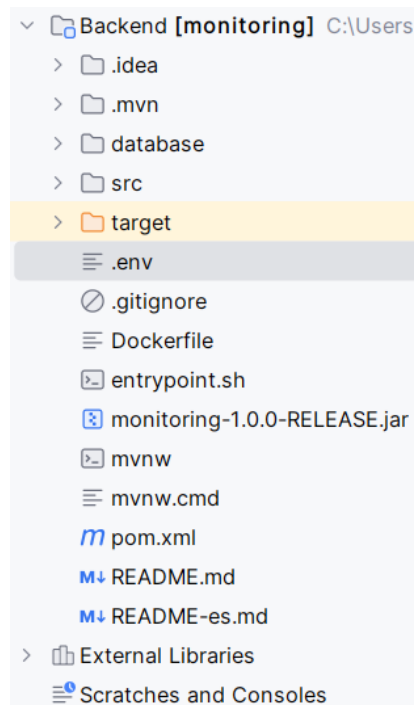 Backend [monitoring] C:\Users
.idea
.mvn
database
src
target
.env
.gitignore
Dockerfile
entrypoint.sh
monitoring-1.0.0-RELEASE.jar
mvnw
mvnw.cmd
m pom.xml
M↓ README.md
M↓ README-es.md
External Libraries
Scratches and Consoles